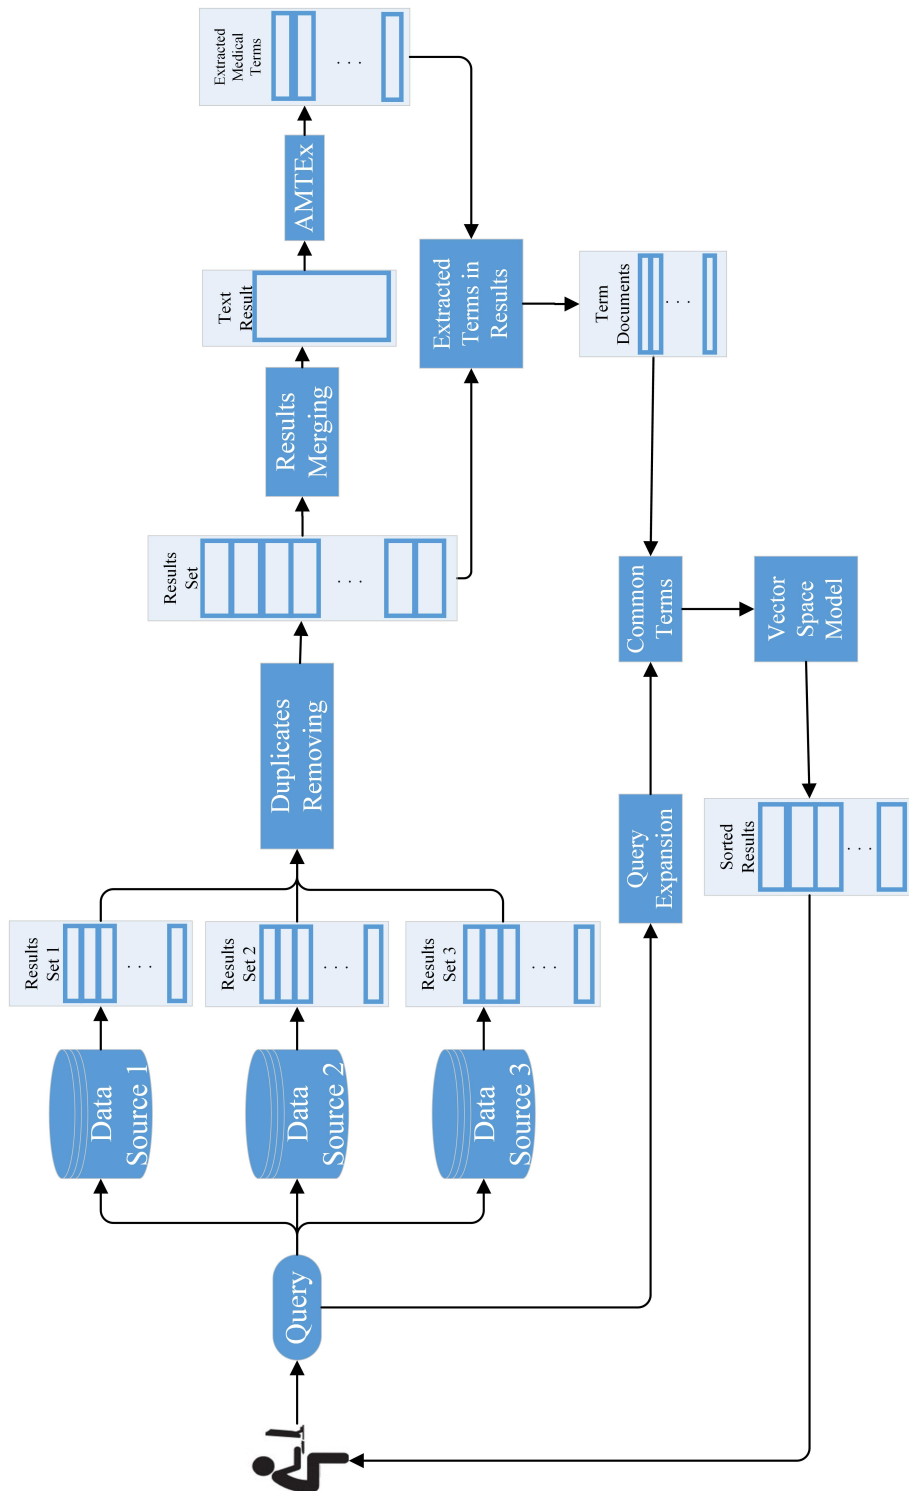 Query
Data
Source 1
Data
Source 2
Data
Source 3
Results
Set 1
. . .
Results
Set 2
. . .
Results
Set 3
. . .
Duplicates
Removing
Results
Set
. . .
Results
Merging
Text
Result
AMTEx
Extracted
Medical
Terms
. . .
Extracted
Terms in
Results
Term
Documents
. . .
Query
Expansion
Common
Terms
Vector
Space
Model
Sorted
Results
. . .